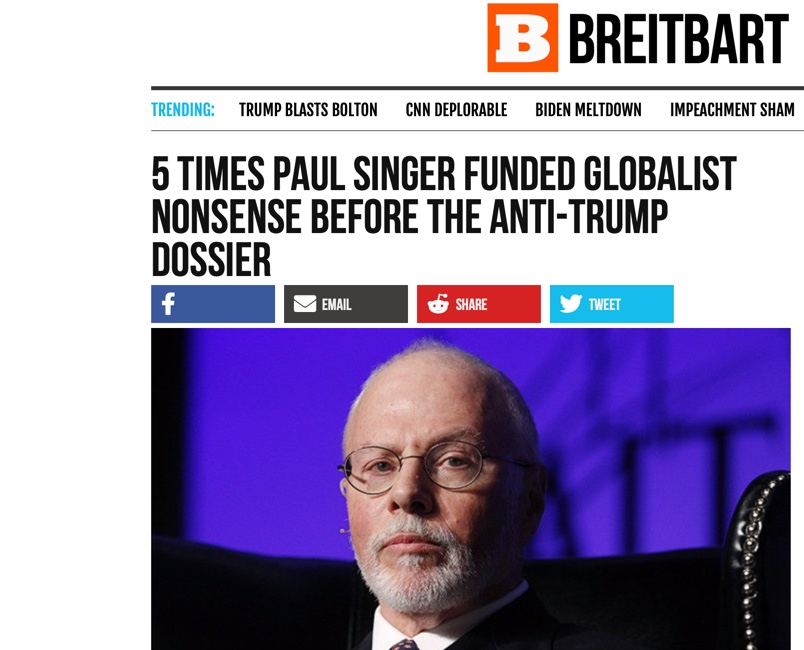 B BREITBART
TRENDING: TRUMP BLASTS BOLTON CNN DEPLORABLE BIDEN MELTDOWN IMPEACHMENT SHAM
5 TIMES PAUL SINGER FUNDED GLOBALIST
NONSENSE BEFORE THE ANTI-TRUMP
DOSSIER
f EMAIL SHARE TWEET